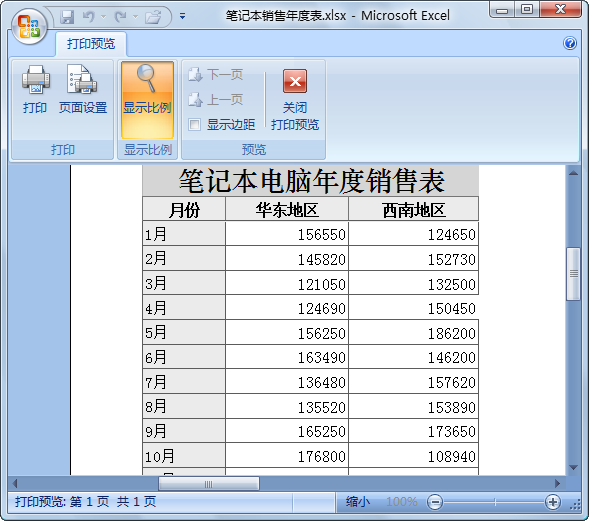 笔记本销售年度表.xlsx - Microsoft Excel
打印预览
打印
页面设置
显示比例
下一页
上一页
显示边距
关闭
打印预览
打印
显示比例
预览
笔记本电脑年度销售表
月份 华东地区 西南地区
1月 156550 124650
2月 145820 152730
3月 121050 132500
4月 124690 150450
5月 156250 186200
6月 163490 146200
7月 136480 157620
8月 135520 153890
9月 165250 173650
10月 176800 108940
打印预览: 第 1 页 共 1 页 缩小 100%